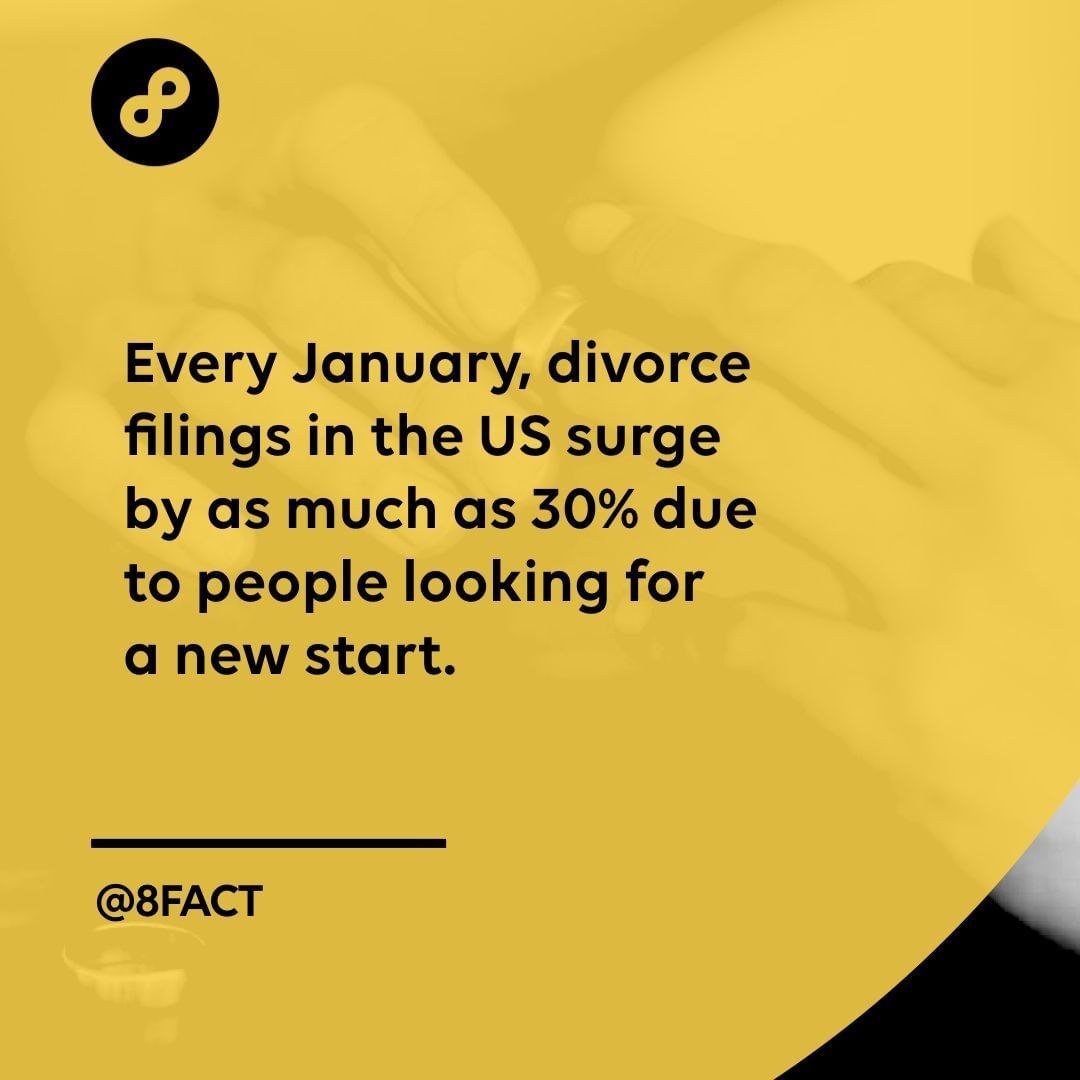 Every January, divorce
filings in the US surge
by as much as 30% due
to people looking for
a new start.
@8FACT